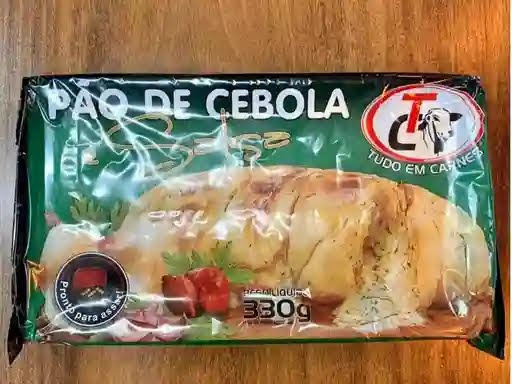 PÃO DE CEBOLA
TC
TUDO EM CARNES
Pronto para assar!
PESO LÍQUIDO
330g